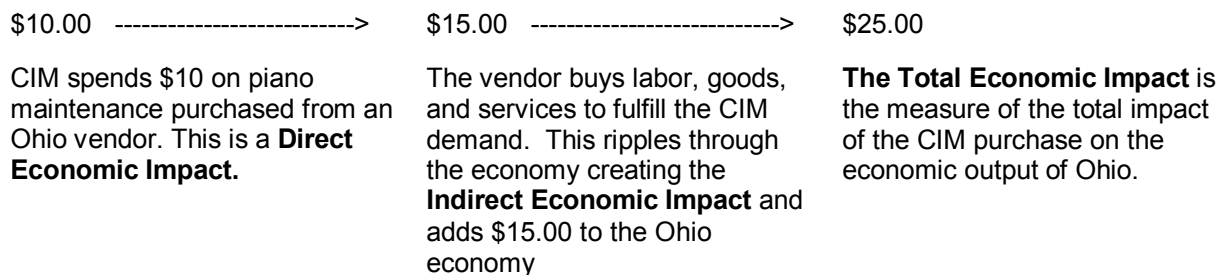 $10.00 ---------------------------> $15.00 ----------------------------> $25.00
CIM spends $10 on piano
maintenance purchased from an
Ohio vendor. This is a Direct
Economic Impact.
The vendor buys labor, goods,
and services to fulfill the CIM
demand.  This ripples through
the economy creating the
Indirect Economic Impact and
adds $15.00 to the Ohio
economy
The Total Economic Impact is
the measure of the total impact
of the CIM purchase on the
economic output of Ohio.